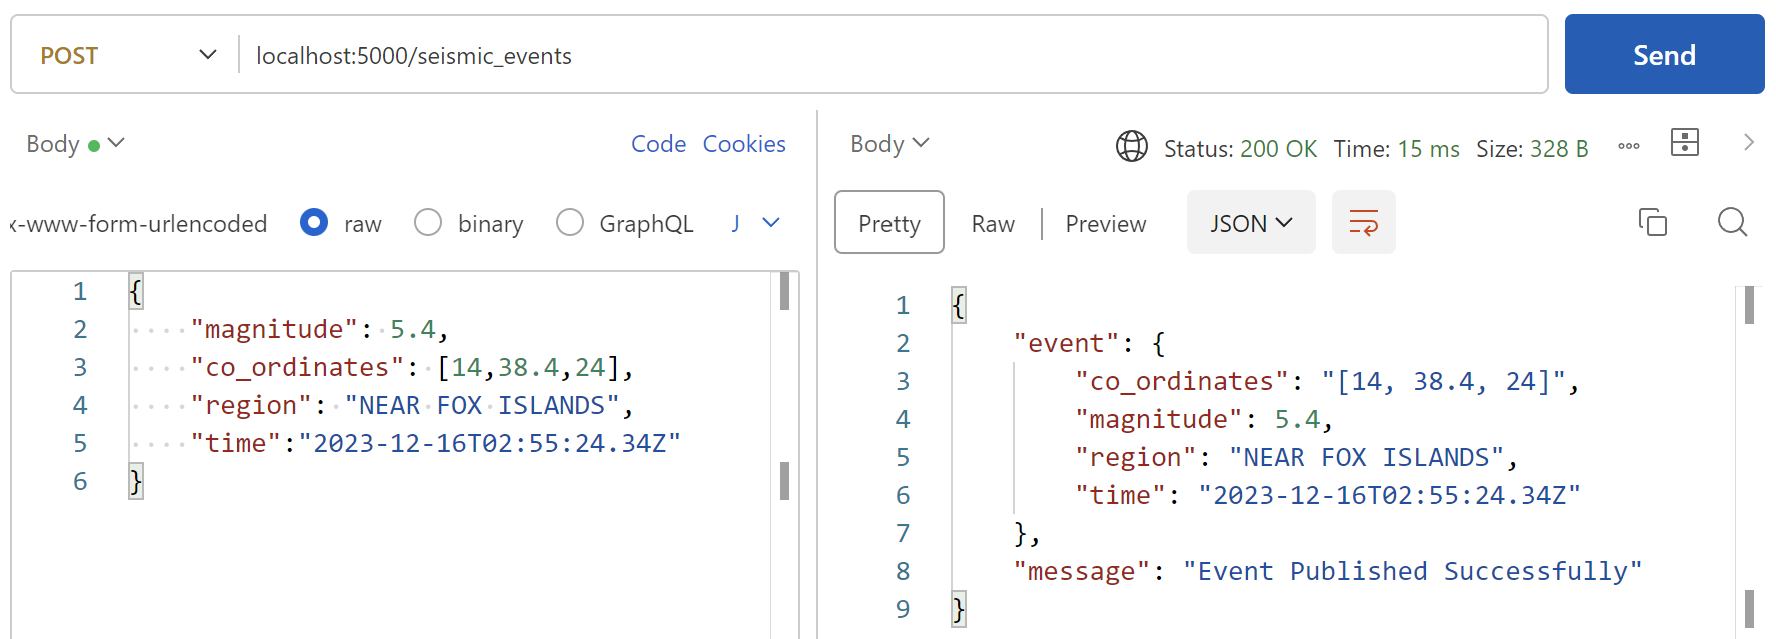 POST localhost:5000/seismic_events Send
Body Code Cookies
x-www-form-urlencoded raw binary GraphQL J
1 {
2 "magnitude": 5.4,
3 "co_ordinates": [14,38.4,24],
4 "region": "NEAR FOX ISLANDS",
5 "time":"2023-12-16T02:55:24.34Z"
6 }
Body Status: 200 OK Time: 15 ms Size: 328 B
Pretty Raw Preview JSON
1 {
2 "event": {
3 "co_ordinates": "[14, 38.4, 24]",
4 "magnitude": 5.4,
5 "region": "NEAR FOX ISLANDS",
6 "time": "2023-12-16T02:55:24.34Z"
7 },
8 "message": "Event Published Successfully"
9 }